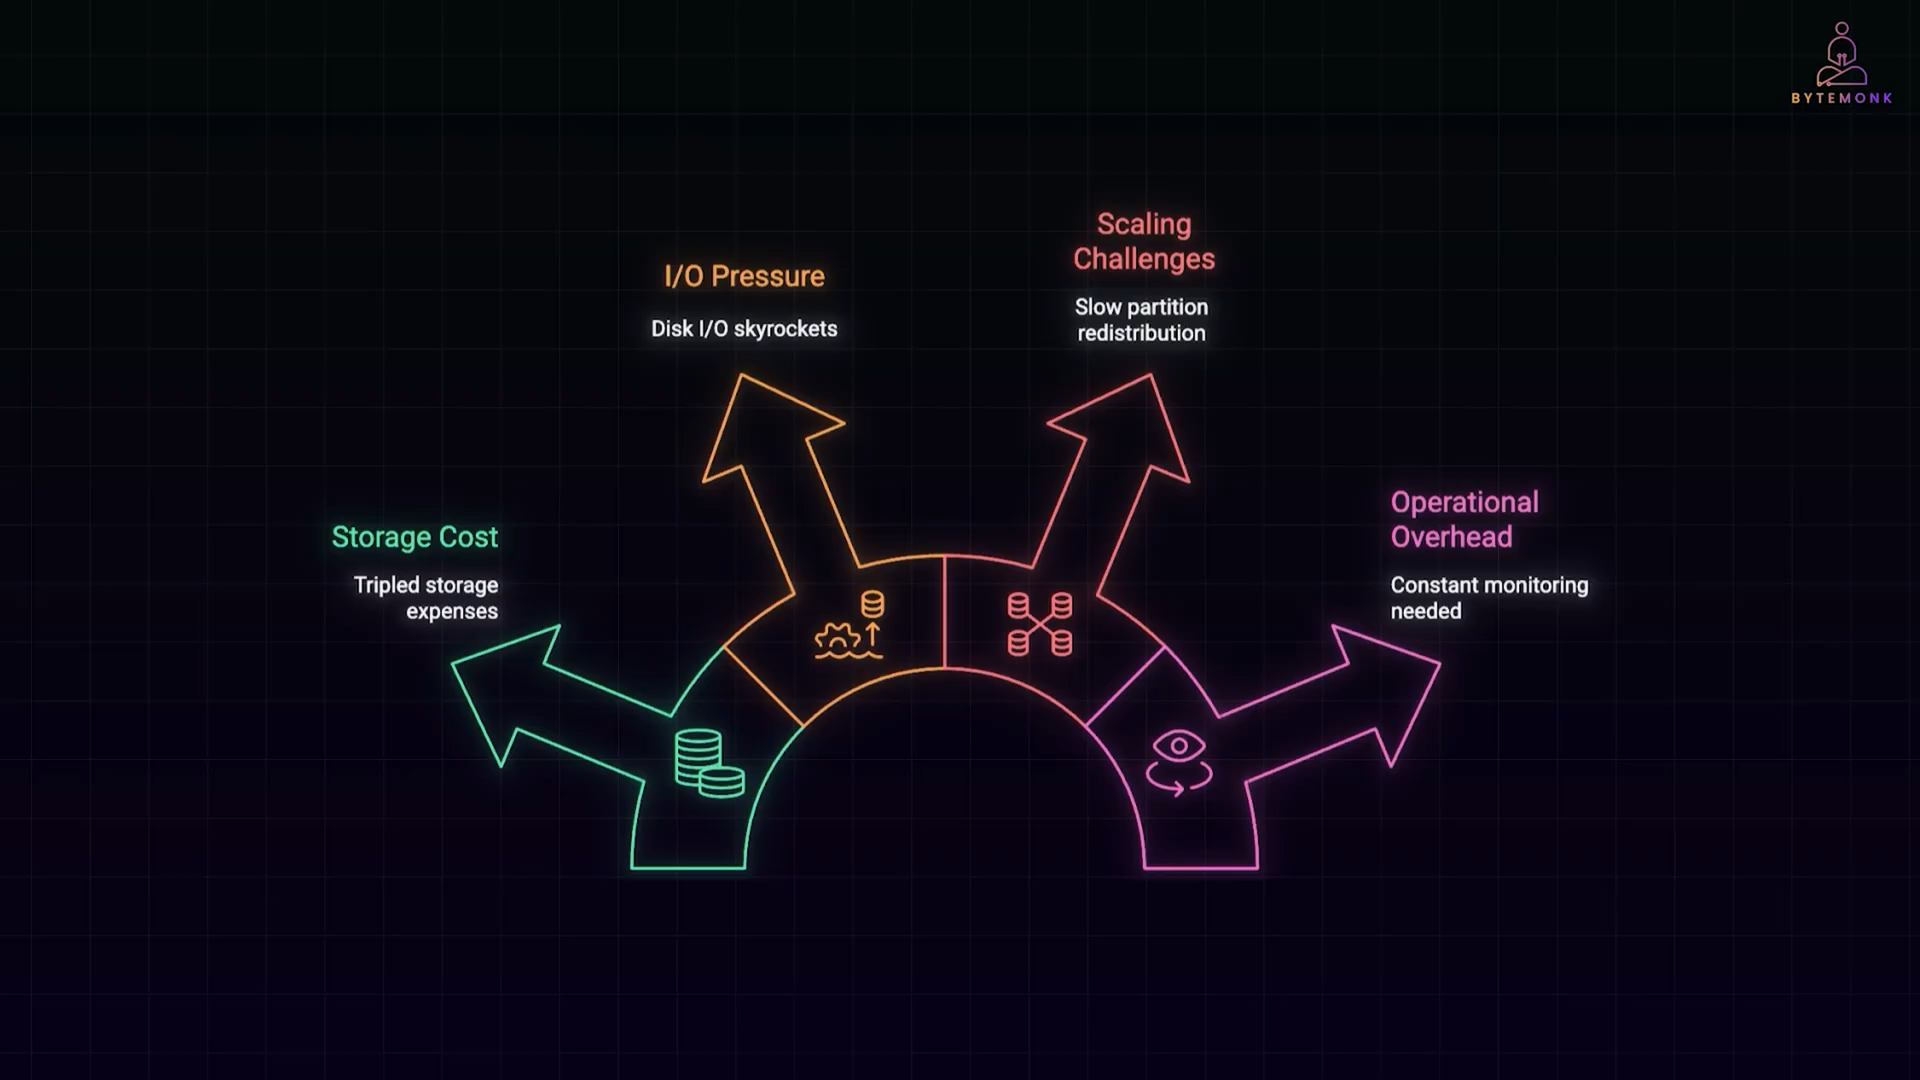 BYTEMONK
Scaling
Challenges
Slow partition
redistribution
I/O Pressure
Disk I/O skyrockets
Storage Cost
Tripled storage
expenses
Operational
Overhead
Constant monitoring
needed